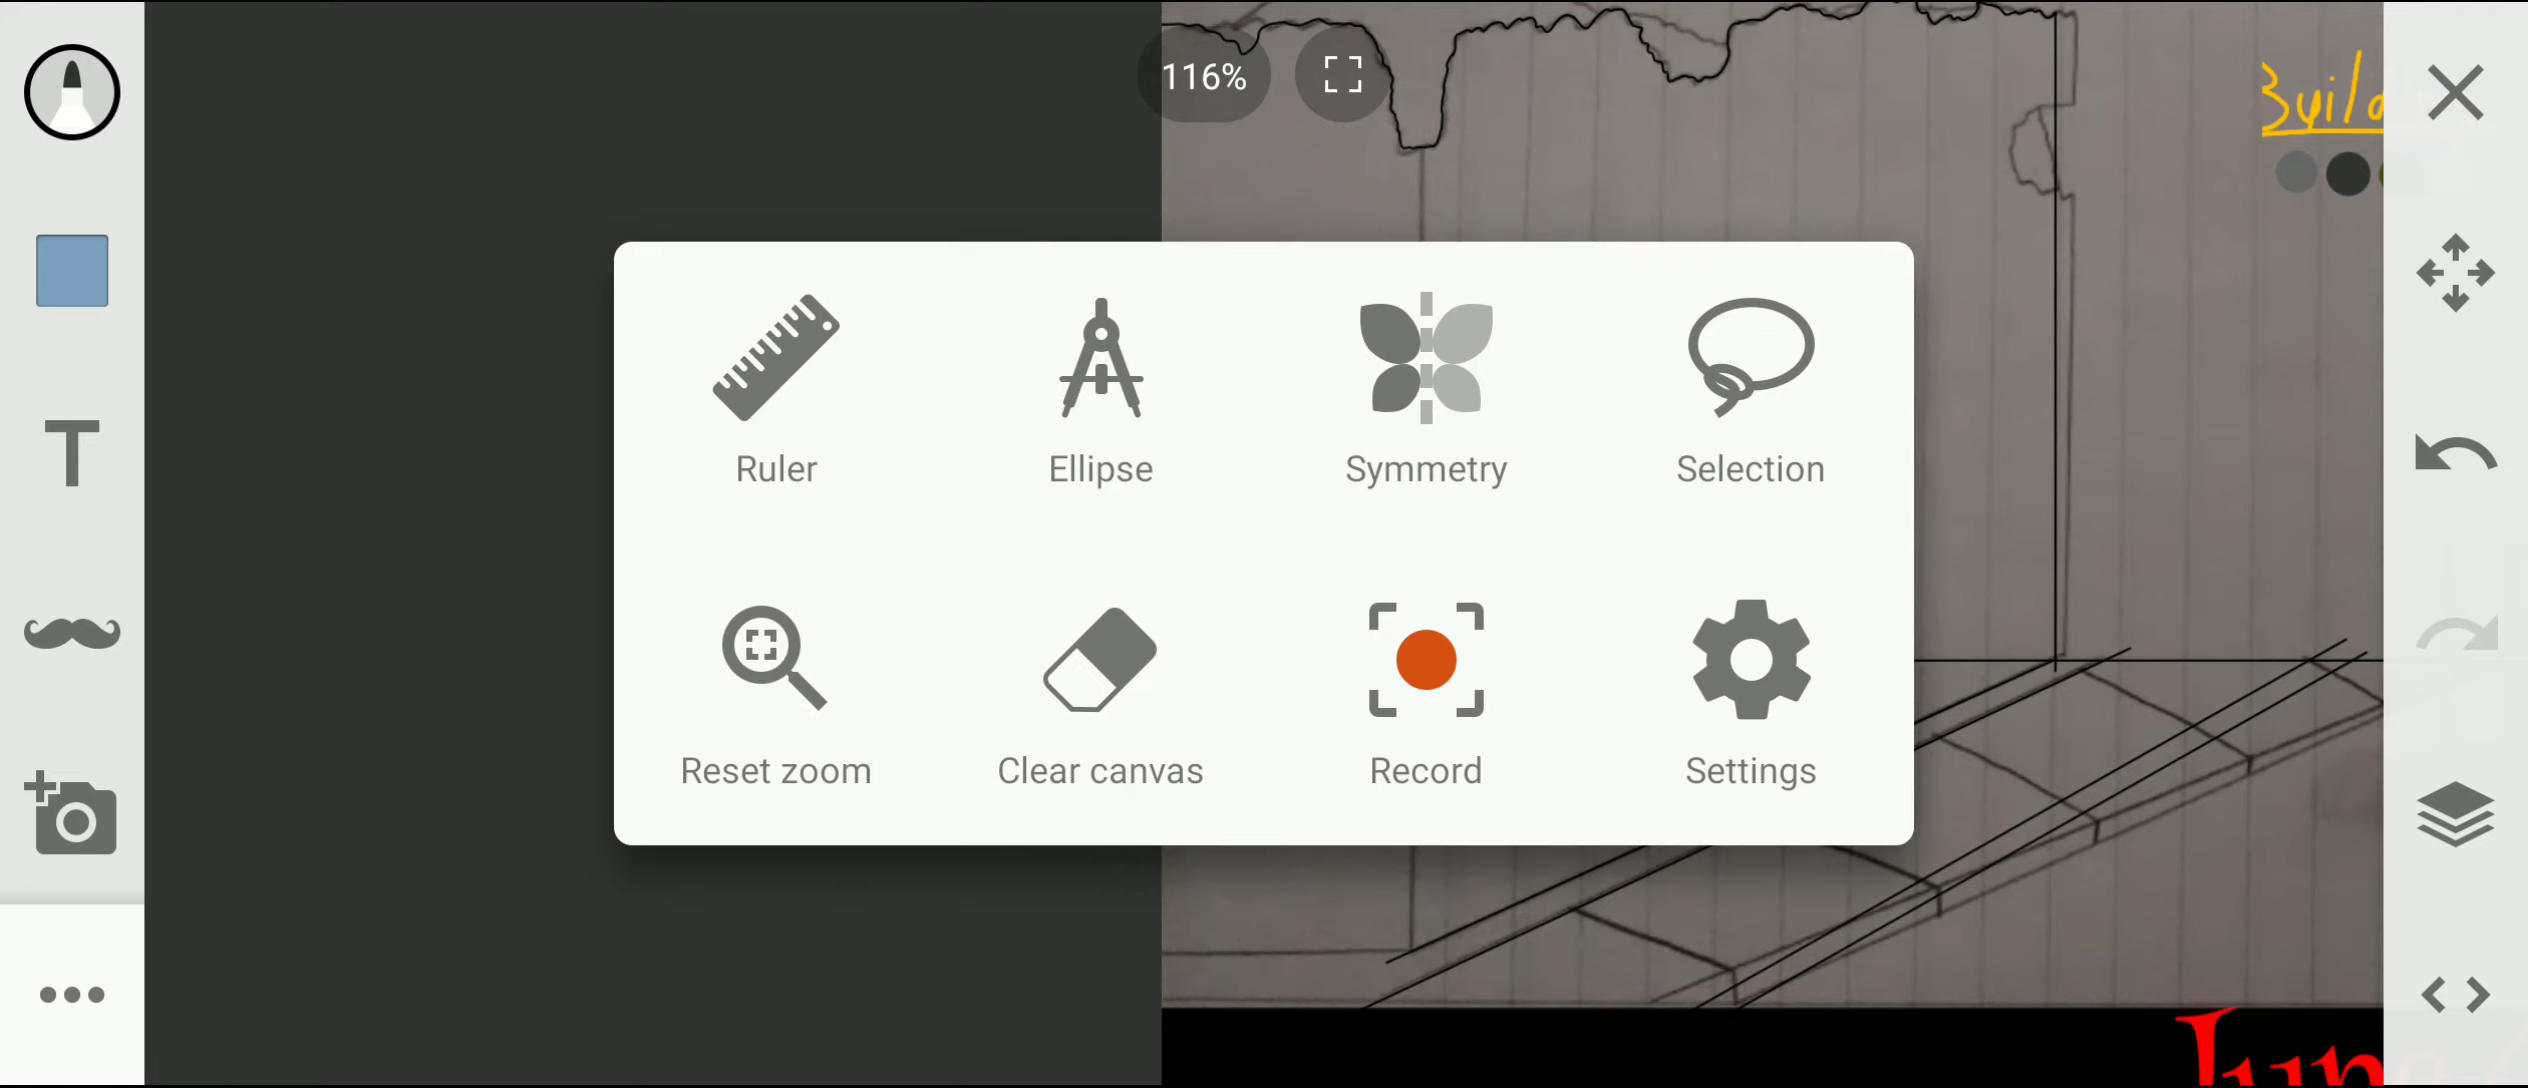 116%
Ruler
Ellipse
Symmetry
Selection
Reset zoom
Clear canvas
Record
Settings